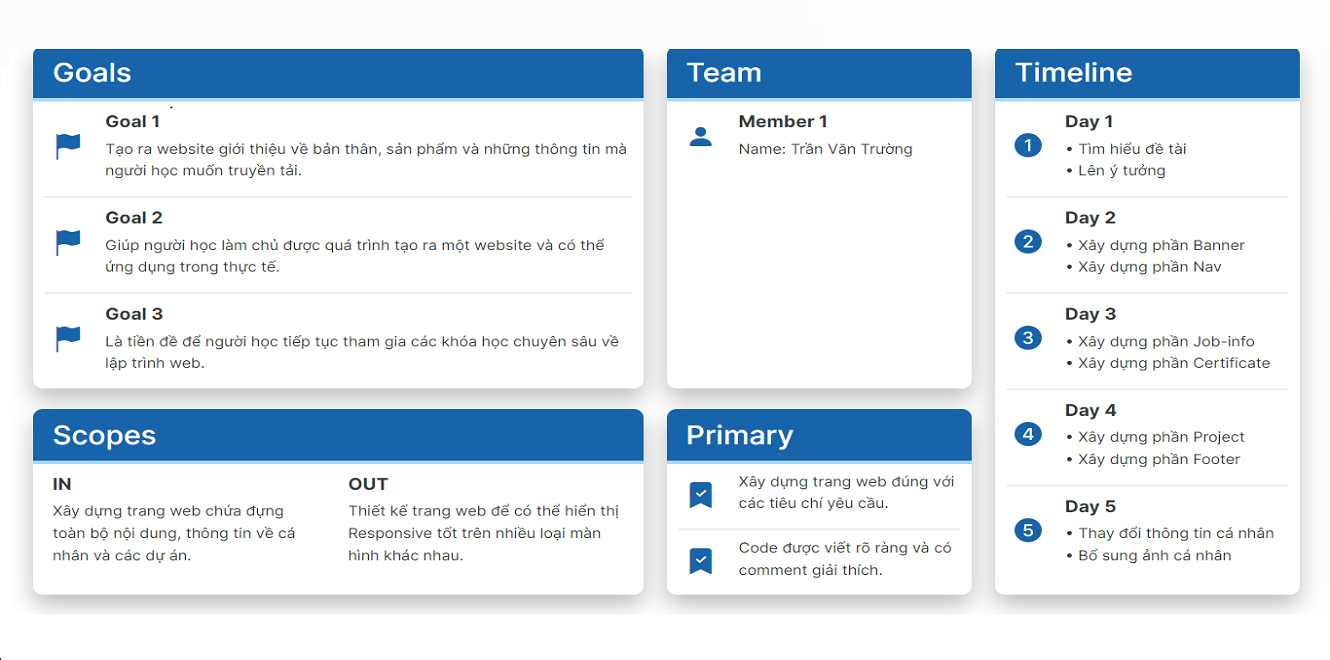 Goals
Goal 1
Tạo ra website giới thiệu về bản thân, sản phẩm và những thông tin mà
người học muốn truyền tải.
Goal 2
Giúp người học làm chủ được quá trình tạo ra một website và có thể
ứng dụng trong thực tế.
Goal 3
Là tiền đề để người học tiếp tục tham gia các khóa học chuyên sâu về
lập trình web.
Team
Member 1
Name: Trần Văn Trường
Timeline
1
Day 1
• Tìm hiểu đề tài
• Lên ý tưởng
2
Day 2
• Xây dựng phần Banner
• Xây dựng phần Nav
3
Day 3
• Xây dựng phần Job-info
• Xây dựng phần Certificate
4
Day 4
• Xây dựng phần Project
• Xây dựng phần Footer
5
Day 5
• Thay đổi thông tin cá nhân
• Bổ sung ảnh cá nhân
Scopes
IN
Xây dựng trang web chứa đựng
toàn bộ nội dung, thông tin về cá
nhân và các dự án.
OUT
Thiết kế trang web để có thể hiển thị
Responsive tốt trên nhiều loại màn
hình khác nhau.
Primary
Xây dựng trang web đúng với
các tiêu chí yêu cầu.
Code được viết rõ ràng và có
comment giải thích.